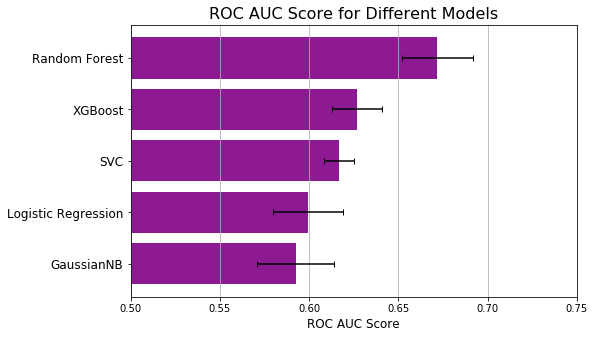 ROC AUC Score for Different Models
Random Forest
XGBoost
SVC
Logistic Regression
GaussianNB
0.50 0.55 0.60 0.65 0.70 0.75
ROC AUC Score